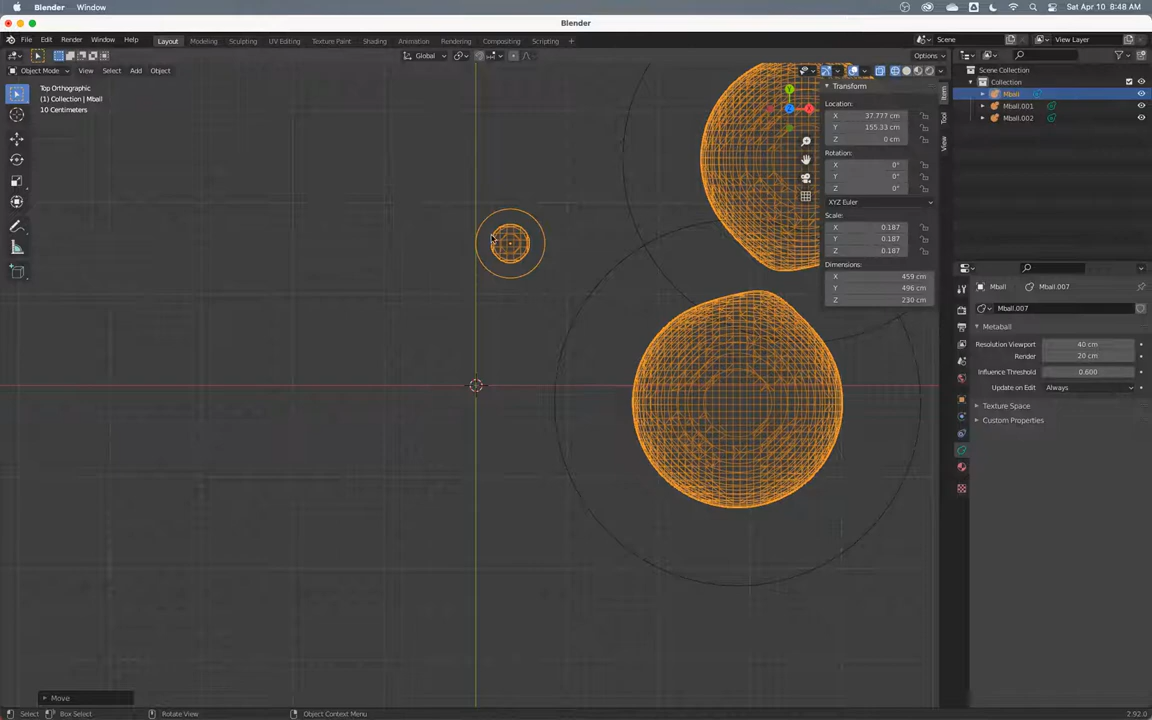 Blender Window Sat Apr 10 8:48 AM
Blender
File Edit Render Window Help Layout Modeling Sculpting UV Editing Texture Paint Shading Animation Rendering Compositing Scripting + Scene View Layer
Global Options
Object Mode View Select Add Object
Top Orthographic
(1) Collection | Mball
10 Centimeters
Transform
Location:
X 37.777 cm
Y 155.33 cm
Z 0 cm
Rotation:
X 0°
Y 0°
Z 0°
XYZ Euler
Scale:
X 0.187
Y 0.187
Z 0.187
Dimensions:
X 459 cm
Y 496 cm
Z 230 cm
Item
Tool
View
Y
Z
X
Scene Collection
Collection
Mball
Mball.001
Mball.002
Mball Mball.007
Mball.007
Metaball
Resolution Viewport 40 cm
Render 20 cm
Influence Threshold 0.600
Update on Edit Always
Texture Space
Custom Properties
Move
Select Box Select Rotate View Object Context Menu 2.92.0